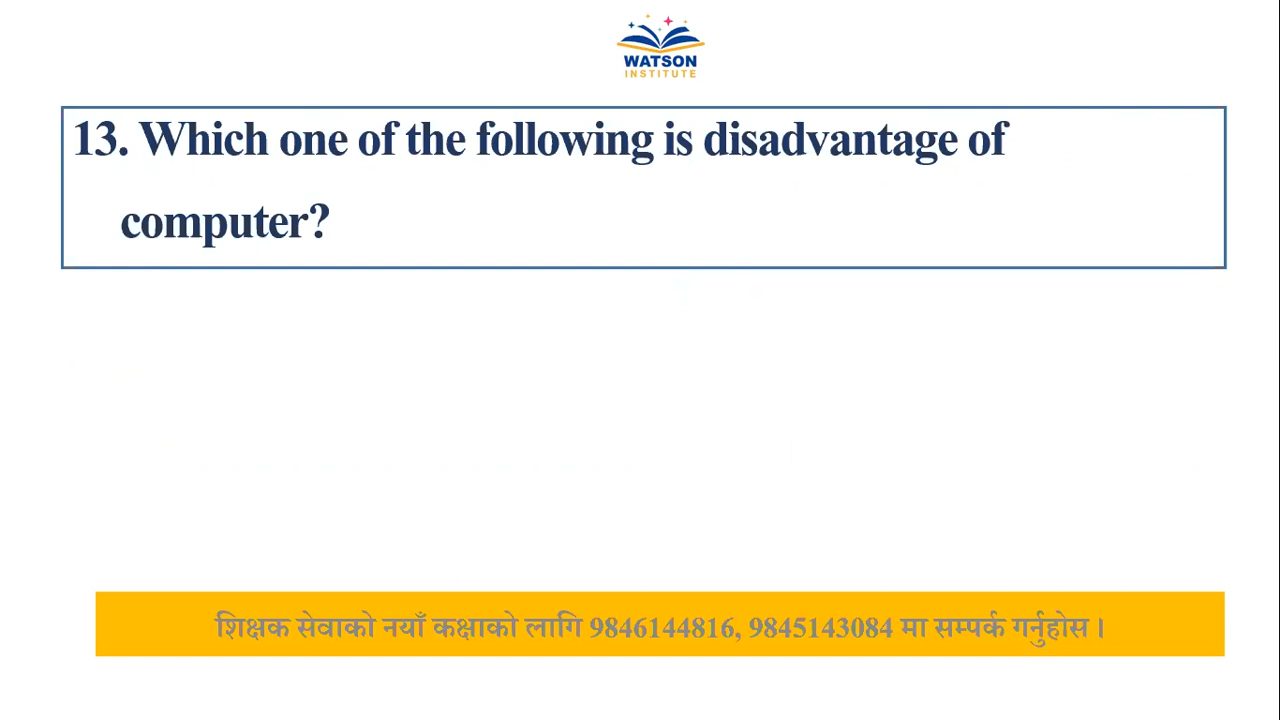 WATSON
INSTITUTE
13. Which one of the following is disadvantage of
computer?
शिक्षक सेवाको नयाँ कक्षाको लागि 9846144816, 9845143084 मा सम्पर्क गर्नुहोस ।